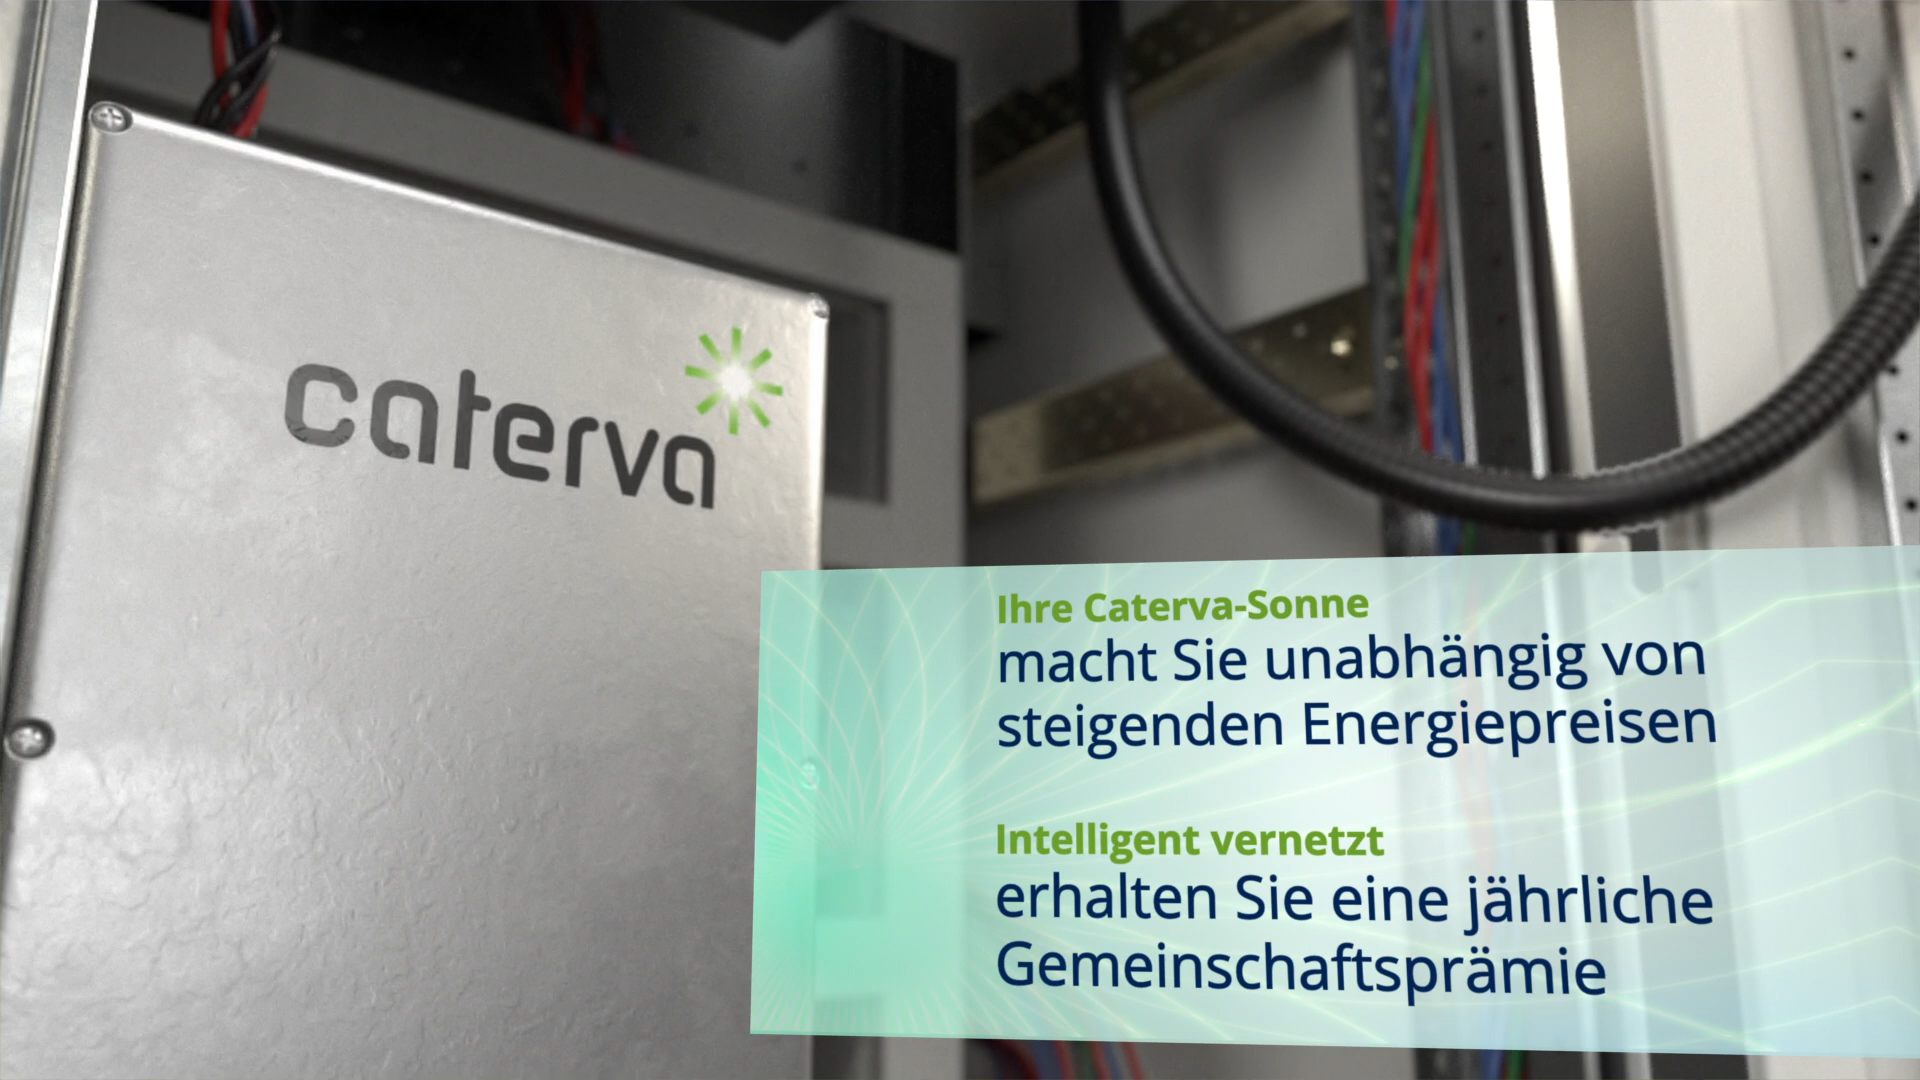 caterva
Ihre Caterva-Sonne
macht Sie unabhängig von
steigenden Energiepreisen
Intelligent vernetzt
erhalten Sie eine jährliche
Gemeinschaftsprämie